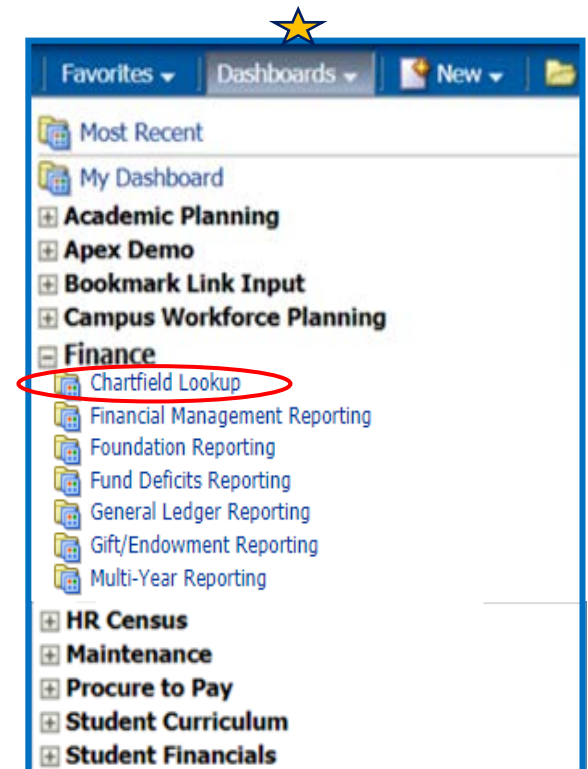 Favorites Dashboards New
Most Recent
My Dashboard
Academic Planning
Apex Demo
Bookmark Link Input
Campus Workforce Planning
Finance
Chartfield Lookup
Financial Management Reporting
Foundation Reporting
Fund Deficits Reporting
General Ledger Reporting
Gift/Endowment Reporting
Multi-Year Reporting
HR Census
Maintenance
Procure to Pay
Student Curriculum
Student Financials